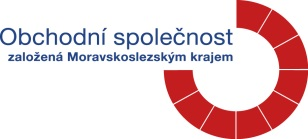 Obchodní společnost
založená Moravskoslezským krajem